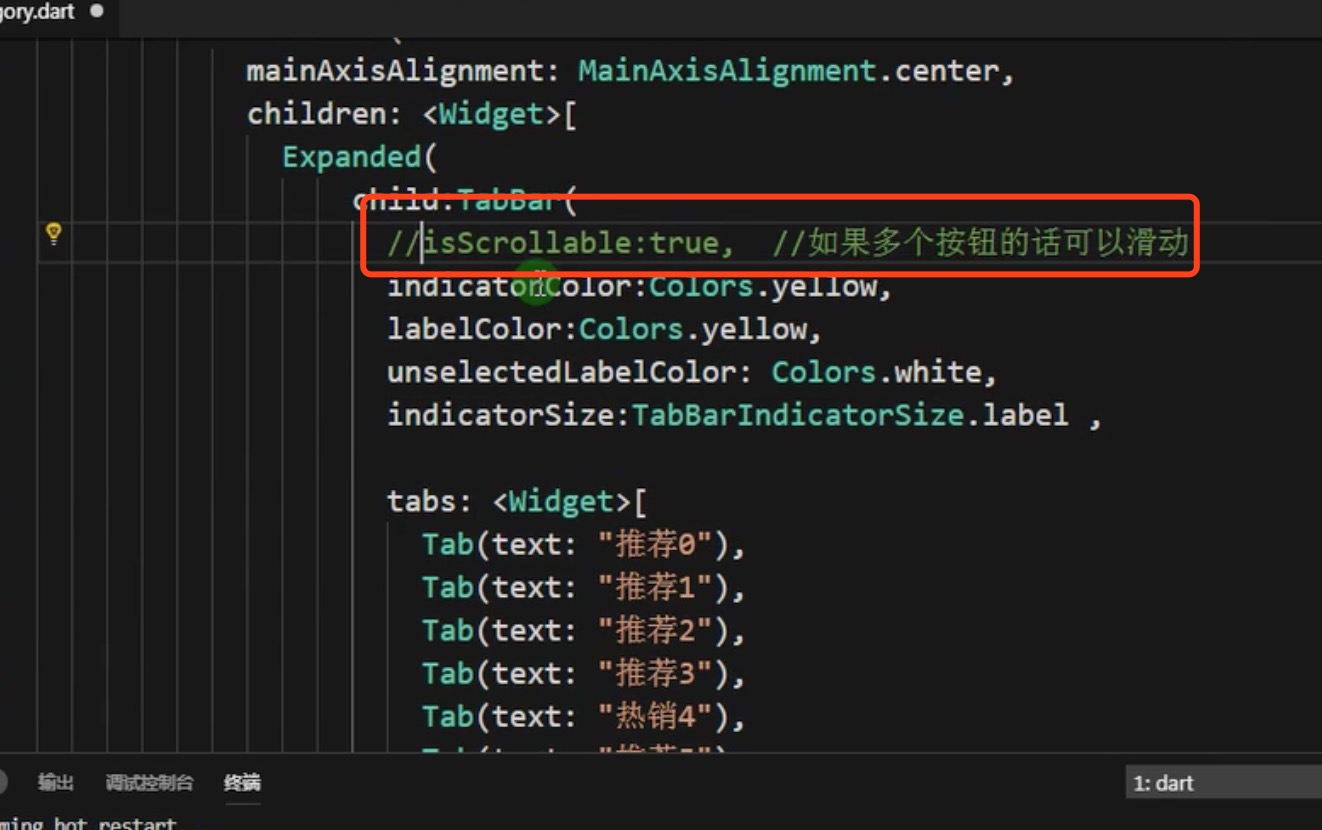 gory.dart
mainAxisAlignment: MainAxisAlignment.center,
children: <Widget>[
Expanded(
child:TabBar(
//isScrollable:true,  //如果多个按钮的话可以滑动
indicatorColor:Colors.yellow,
labelColor:Colors.yellow,
unselectedLabelColor: Colors.white,
indicatorSize:TabBarIndicatorSize.label ,
tabs: <Widget>[
Tab(text: "推荐0"),
Tab(text: "推荐1"),
Tab(text: "推荐2"),
Tab(text: "推荐3"),
Tab(text: "热销4"),
输出 调试控制台 终端 1: dart
hot restart